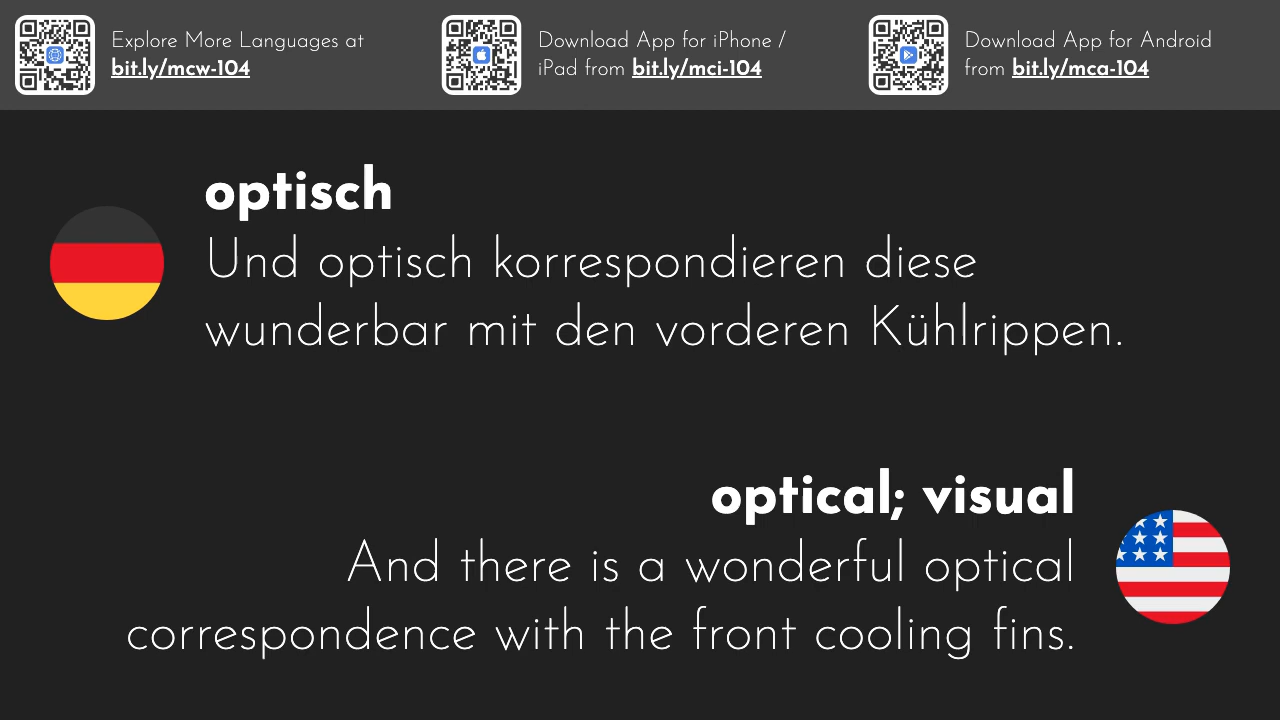 Explore More Languages at
bit.ly/mcw-104
Download App for iPhone /
iPad from bit.ly/mci-104
Download App for Android
from bit.ly/mca-104
optisch
Und optisch korrespondieren diese
wunderbar mit den vorderen Kühlrippen.
optical; visual
And there is a wonderful optical
correspondence with the front cooling fins.